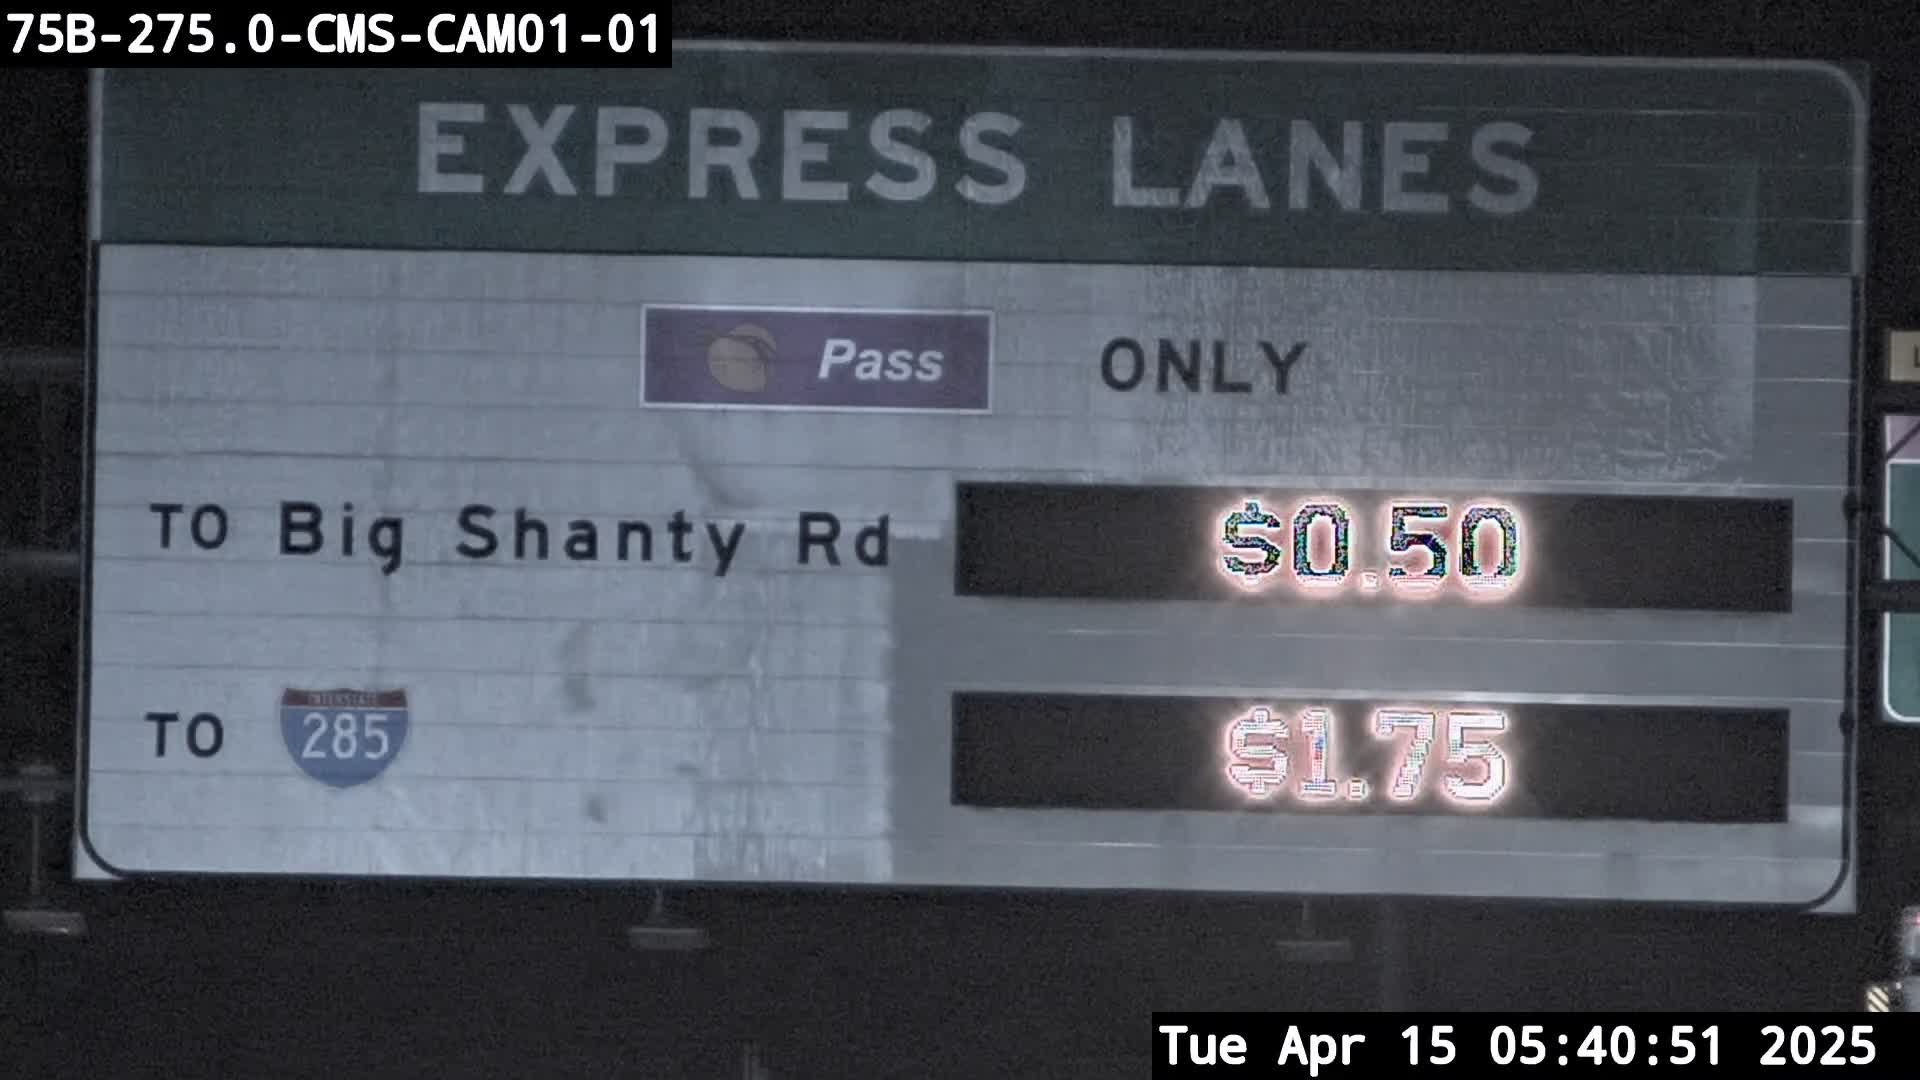 75B-275.0-CMS-CAM01-01
EXPRESS LANES
Pass ONLY
TO Big Shanty Rd $0.50
TO INTERSTATE 285 $1.75
Tue Apr 15 05:40:51 2025